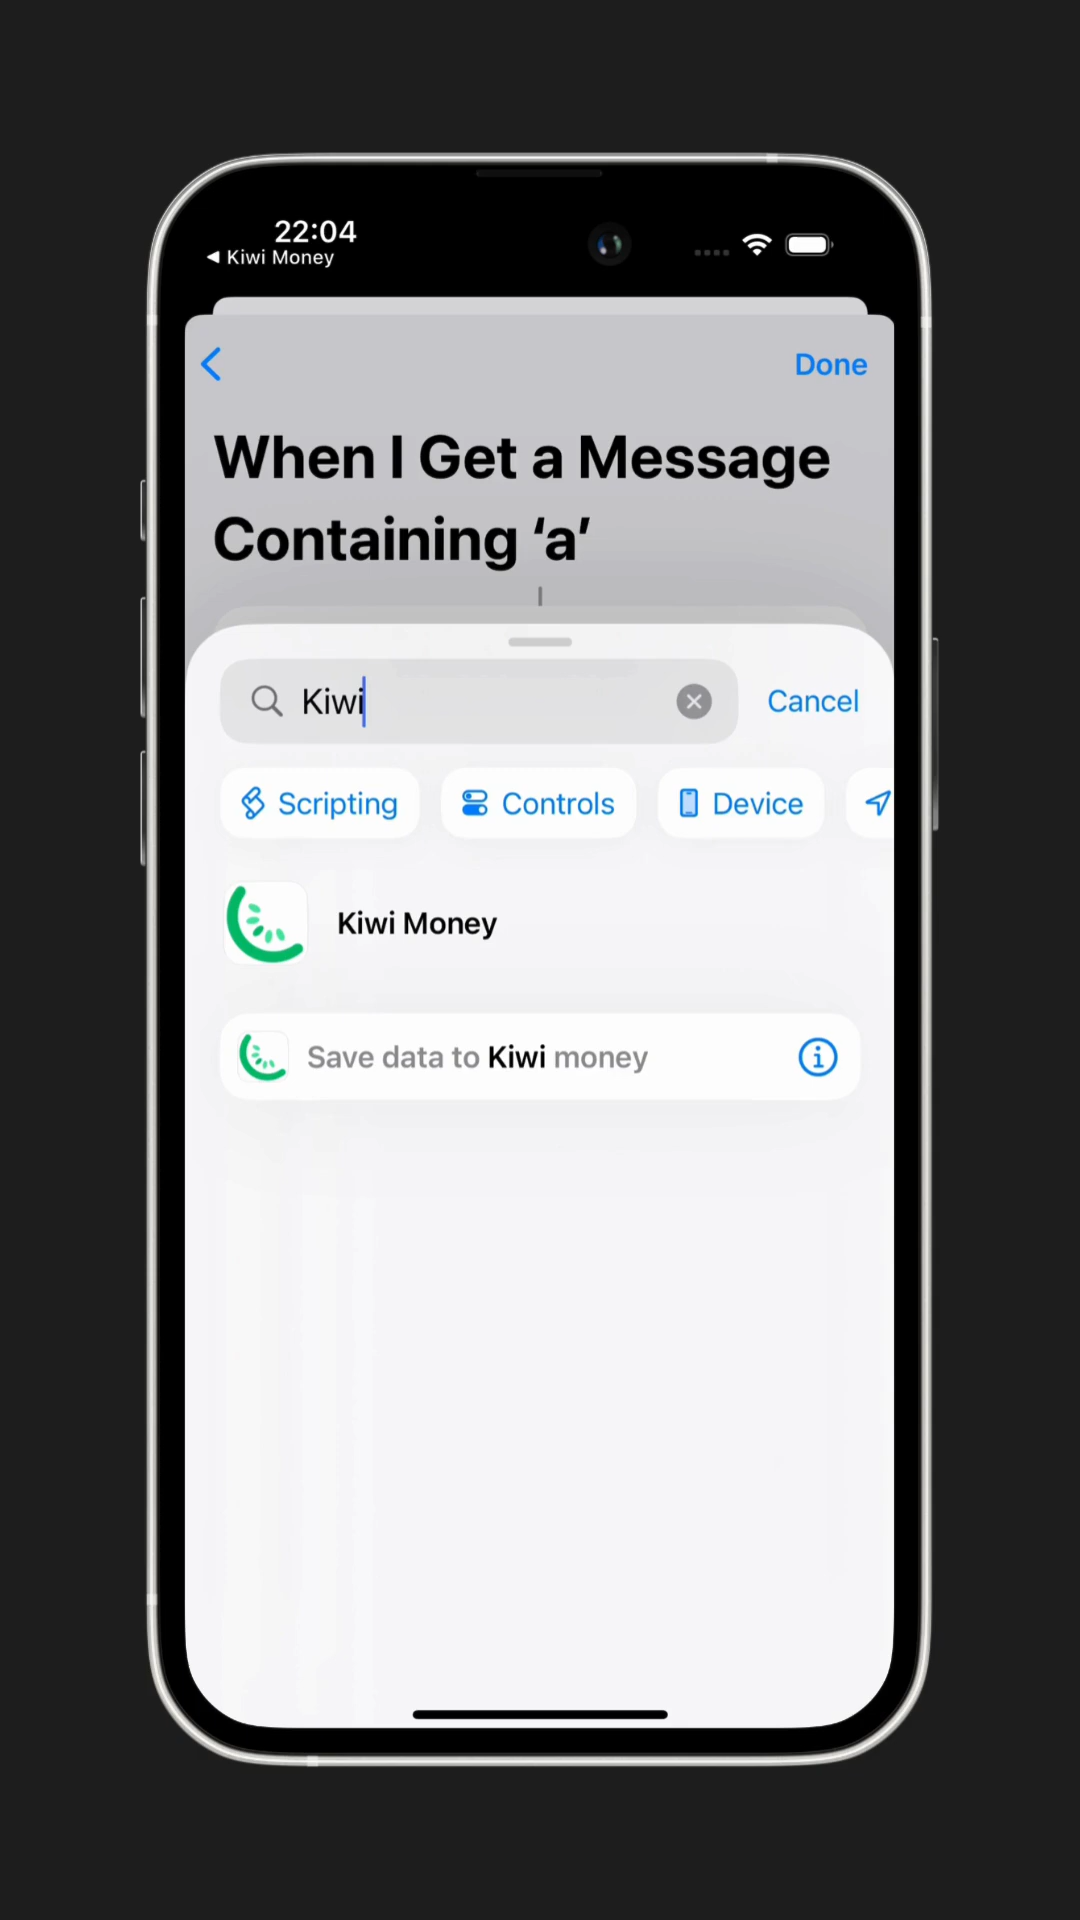 22:04
◀ Kiwi Money
Done
When I Get a Message
Containing ‘a’
Kiwi
Cancel
Scripting
Controls
Device
Kiwi Money
Save data to Kiwi money